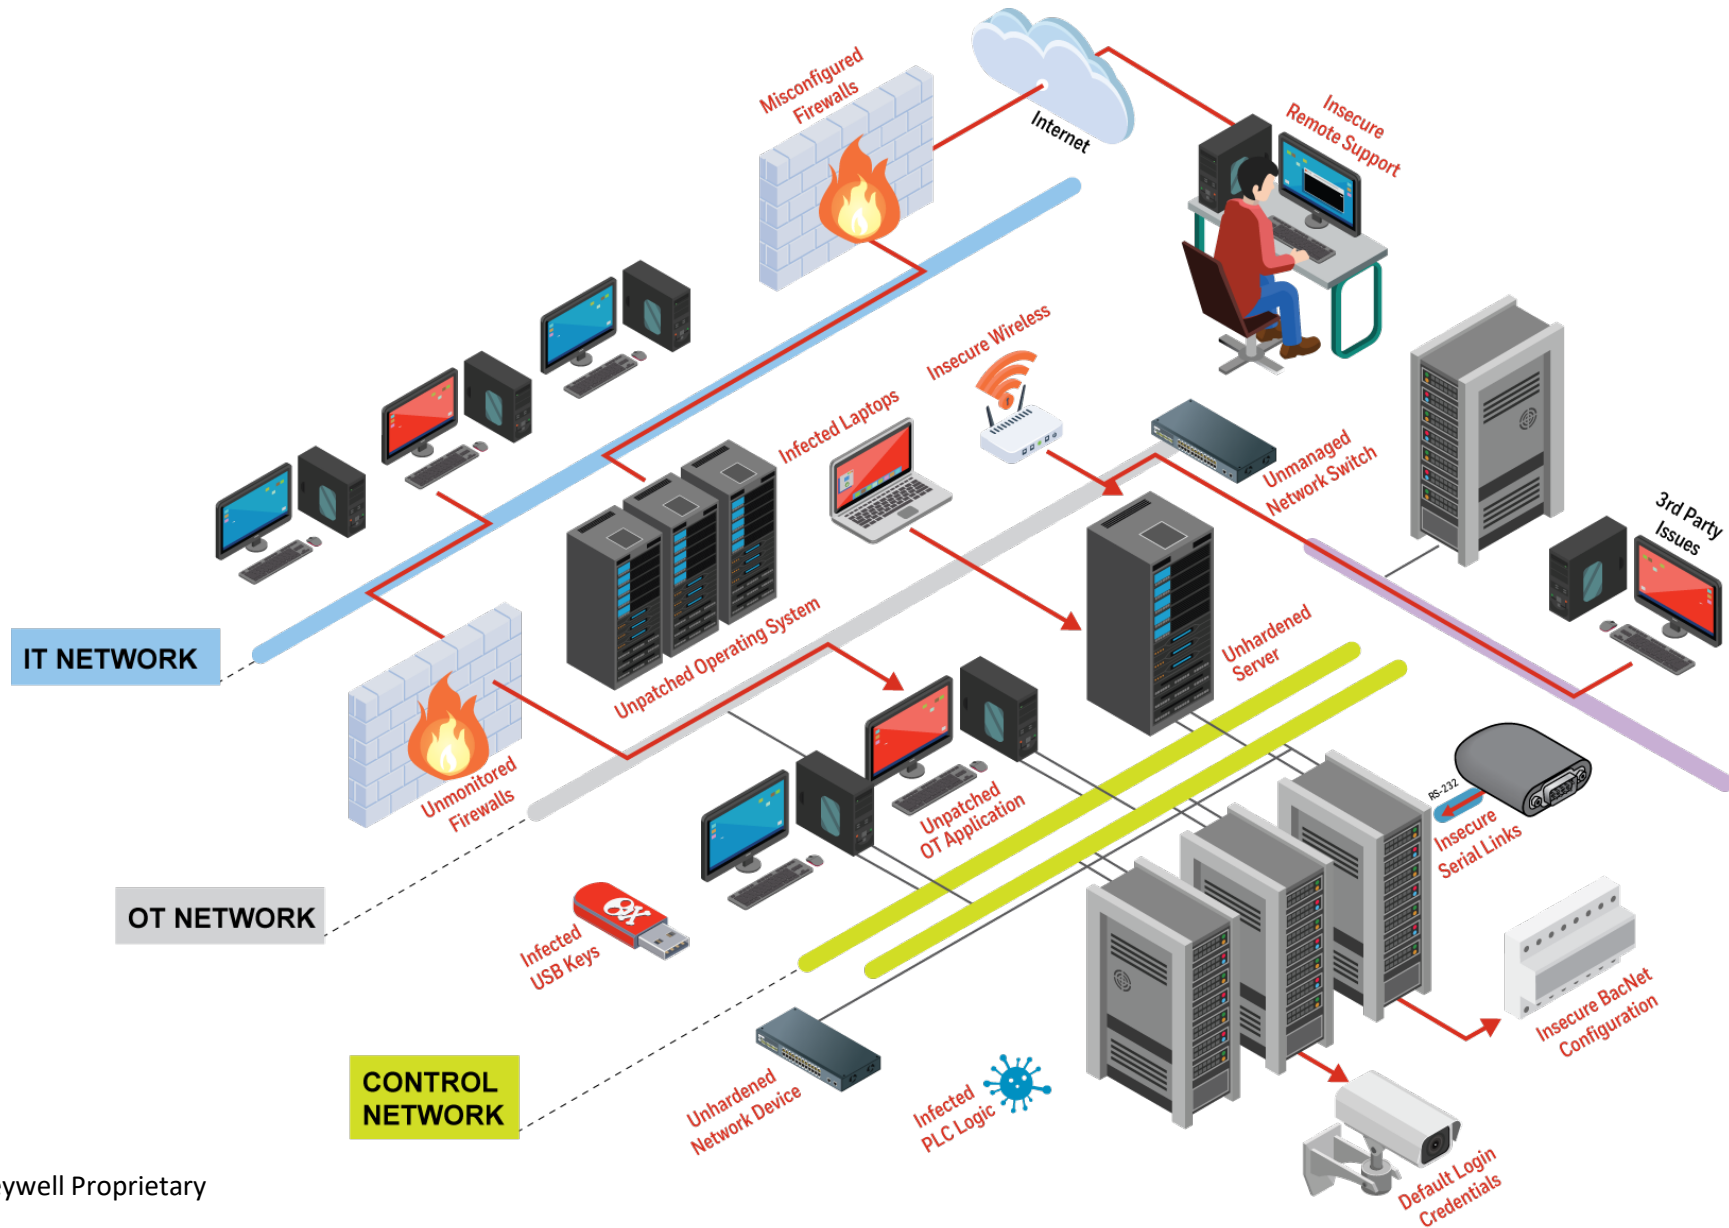 Misconfigured
Firewalls
Internet
Insecure
Remote Support
Insecure Wireless
Infected Laptops
Unmanaged
Network Switch
3rd Party
Issues
IT NETWORK
Unpatched Operating System
Unhardened
Server
Unmonitored
Firewalls
Unpatched
OT Application
RS-232
Insecure
Serial Links
OT NETWORK
Infected
USB Keys
Insecure BacNet
Configuration
CONTROL
NETWORK
Unhardened
Network Device
Infected
PLC Logic
Default Login
Credentials
eywell Proprietary